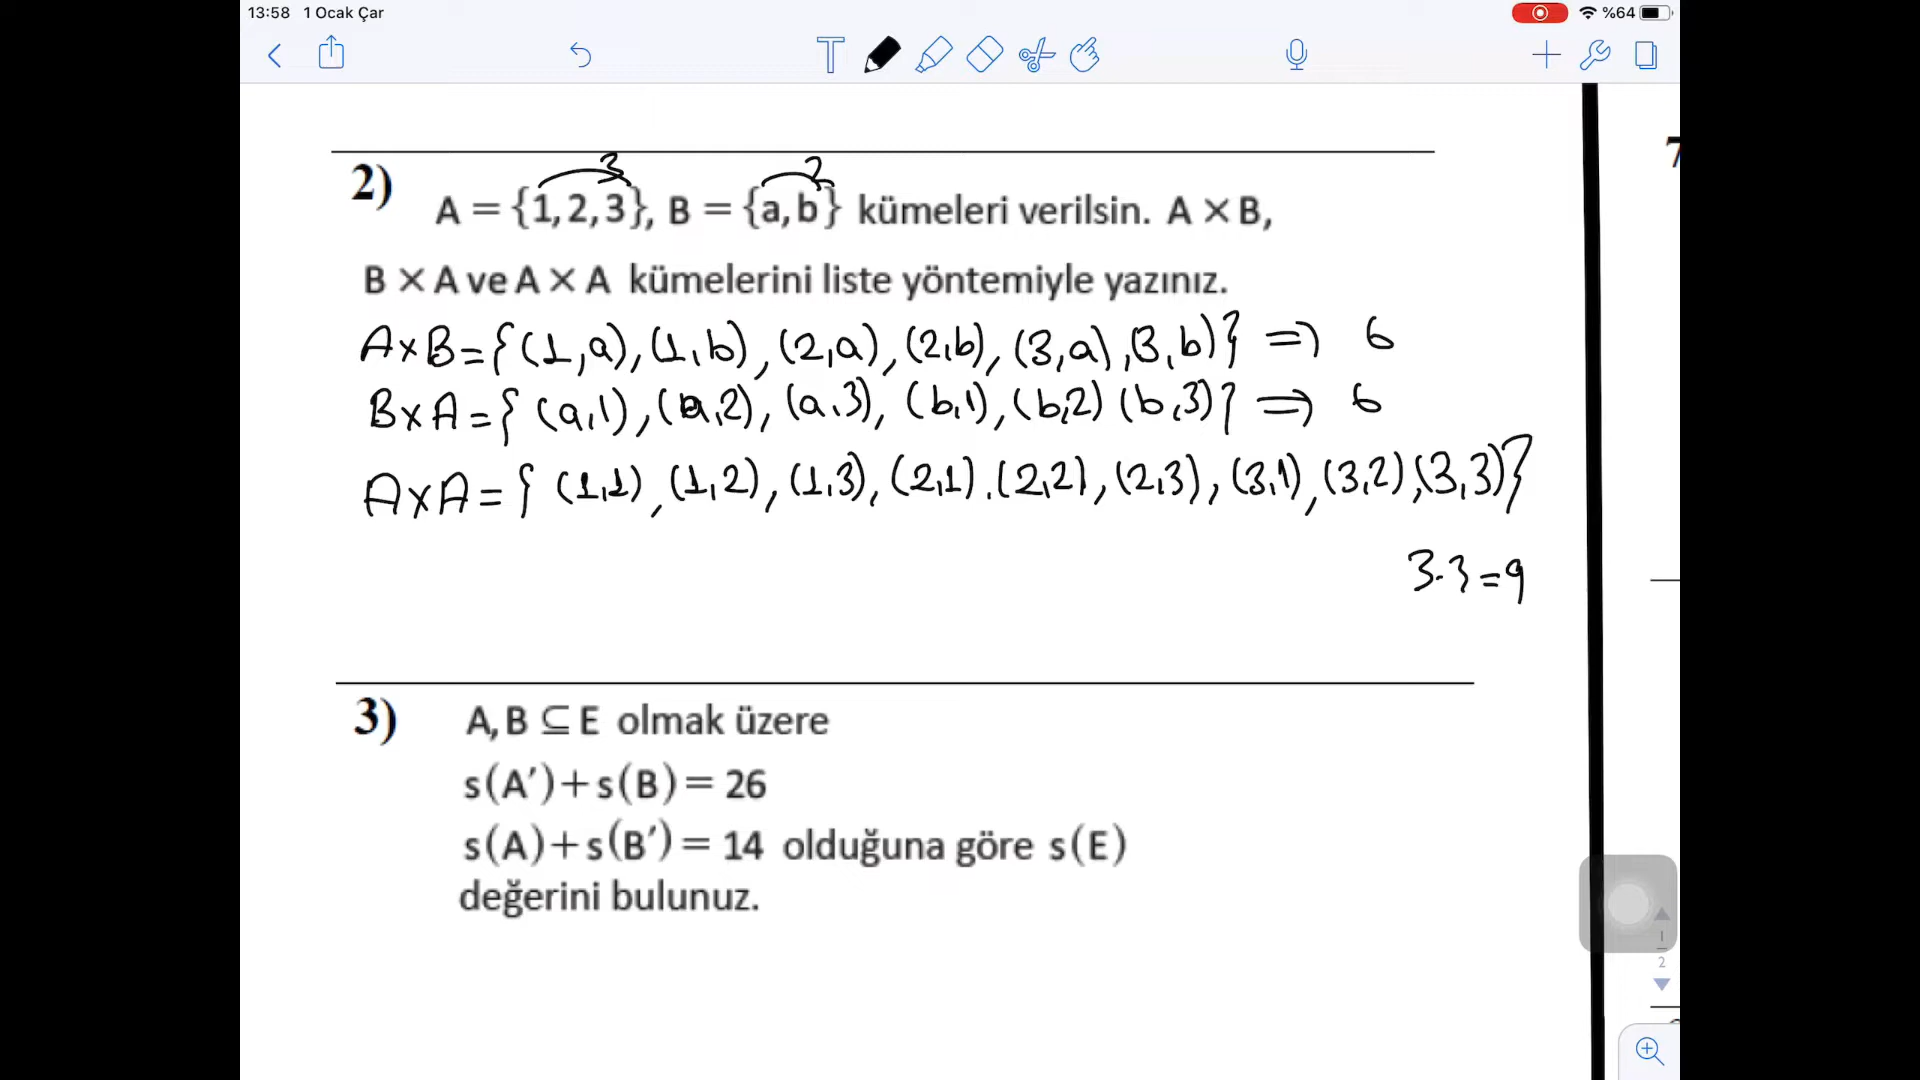 13:58 1 Ocak Çar
%64
2) A = {1,2,3}, B = {a,b} kümeleri verilsin. A × B,
3 2
B × A ve A × A kümelerini liste yöntemiyle yazınız.
A×B={(1,a),(1,b),(2,a),(2,b),(3,a),(3,b)} => 6
B×A={(a,1),(a,2),(a,3),(b,1),(b,2)(b,3)} => 6
A×A={(1,1),(1,2),(1,3),(2,1),(2,2),(2,3),(3,1),(3,2),(3,3)}
3·3=9
3) A,B ⊆ E olmak üzere
s(A′)+s(B)= 26
s(A)+s(B′)= 14 olduğuna göre s(E)
değerini bulunuz.
7
1
2